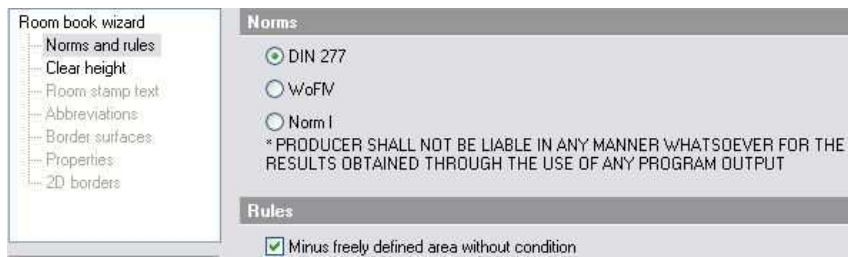 Room book wizard
Norms and rules
Clear height
Room stamp text
Abbreviations
Border surfaces
Properties
2D borders
Norms
DIN 277
WoFIV
Norm I
* PRODUCER SHALL NOT BE LIABLE IN ANY MANNER WHATSOEVER FOR THE
RESULTS OBTAINED THROUGH THE USE OF ANY PROGRAM OUTPUT
Rules
Minus freely defined area without condition